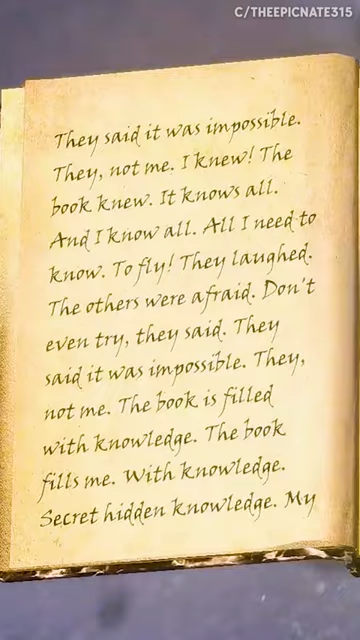 C/THEEPICNATE315
They said it was impossible.
They, not me. I knew! The
book knew. It knows all.
And I know all. All I need to
know. To fly! They laughed.
The others were afraid. Don't
even try, they said. They
said it was impossible. They,
not me. The book is filled
with knowledge. The book
fills me. With knowledge.
Secret hidden knowledge. My